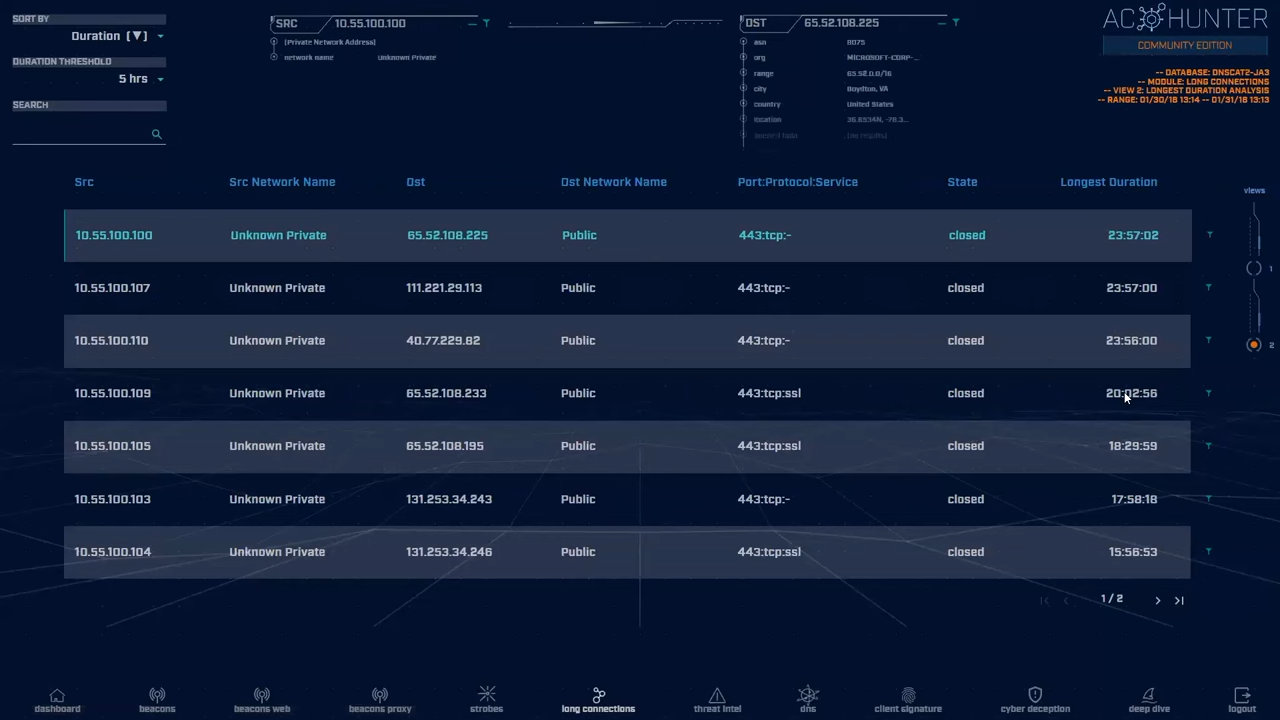 SORT BY
Duration [▼]
DURATION THRESHOLD
5 hrs
SEARCH
SRC 10.55.100.100
[Private Network Address]
network name Unknown Private
DST 65.52.108.225
asn 8075
org MICROSOFT-CORP-...
range 65.52.0.0/16
city Boydton, VA
country United States
location 36.6534N, -78.3...
AC HUNTER
COMMUNITY EDITION
-- DATABASE: DNSCAT2-JA3
-- MODULE: LONG CONNECTIONS
-- VIEW 2: LONGEST DURATION ANALYSIS
-- RANGE: 01/30/18 13:14 -- 01/31/18 13:13
Src Src Network Name Dst Dst Network Name Port:Protocol:Service State Longest Duration
10.55.100.100 Unknown Private 65.52.108.225 Public 443:tcp:- closed 23:57:02
10.55.100.107 Unknown Private 111.221.29.113 Public 443:tcp:- closed 23:57:00
10.55.100.110 Unknown Private 40.77.229.82 Public 443:tcp:- closed 23:56:00
10.55.100.109 Unknown Private 65.52.108.233 Public 443:tcp:ssl closed 20:02:56
10.55.100.105 Unknown Private 65.52.108.195 Public 443:tcp:ssl closed 18:29:59
10.55.100.103 Unknown Private 131.253.34.243 Public 443:tcp:- closed 17:58:18
10.55.100.104 Unknown Private 131.253.34.246 Public 443:tcp:ssl closed 15:56:53
1 / 2
views
1
2
dashboard beacons beacons web beacons proxy strobes long connections threat intel dns client signature cyber deception deep dive logout